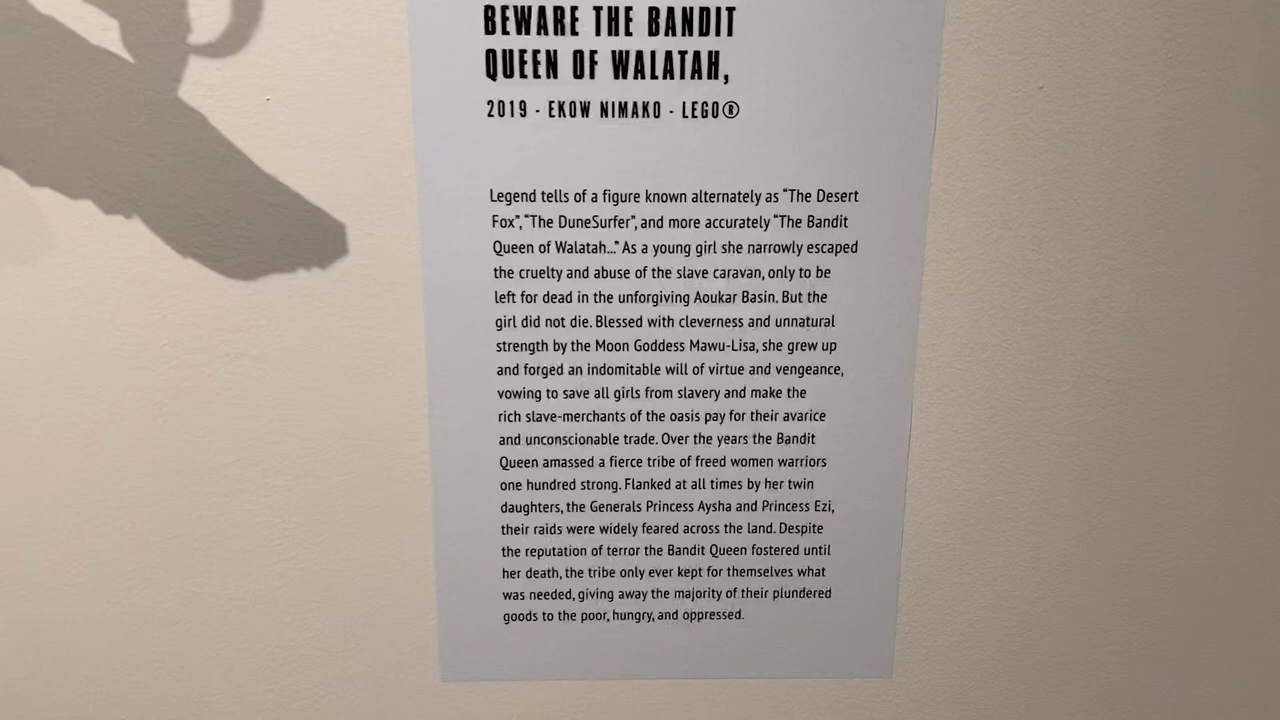 BEWARE THE BANDIT
QUEEN OF WALATAH,
2019 - EKOW NIMAKO - LEGO®
Legend tells of a figure known alternately as “The Desert
Fox”, “The DuneSurfer”, and more accurately “The Bandit
Queen of Walatah...” As a young girl she narrowly escaped
the cruelty and abuse of the slave caravan, only to be
left for dead in the unforgiving Aoukar Basin. But the
girl did not die. Blessed with cleverness and unnatural
strength by the Moon Goddess Mawu-Lisa, she grew up
and forged an indomitable will of virtue and vengeance,
vowing to save all girls from slavery and make the
rich slave-merchants of the oasis pay for their avarice
and unconscionable trade. Over the years the Bandit
Queen amassed a fierce tribe of freed women warriors
one hundred strong. Flanked at all times by her twin
daughters, the Generals Princess Aysha and Princess Ezi,
their raids were widely feared across the land. Despite
the reputation of terror the Bandit Queen fostered until
her death, the tribe only ever kept for themselves what
was needed, giving away the majority of their plundered
goods to the poor, hungry, and oppressed.